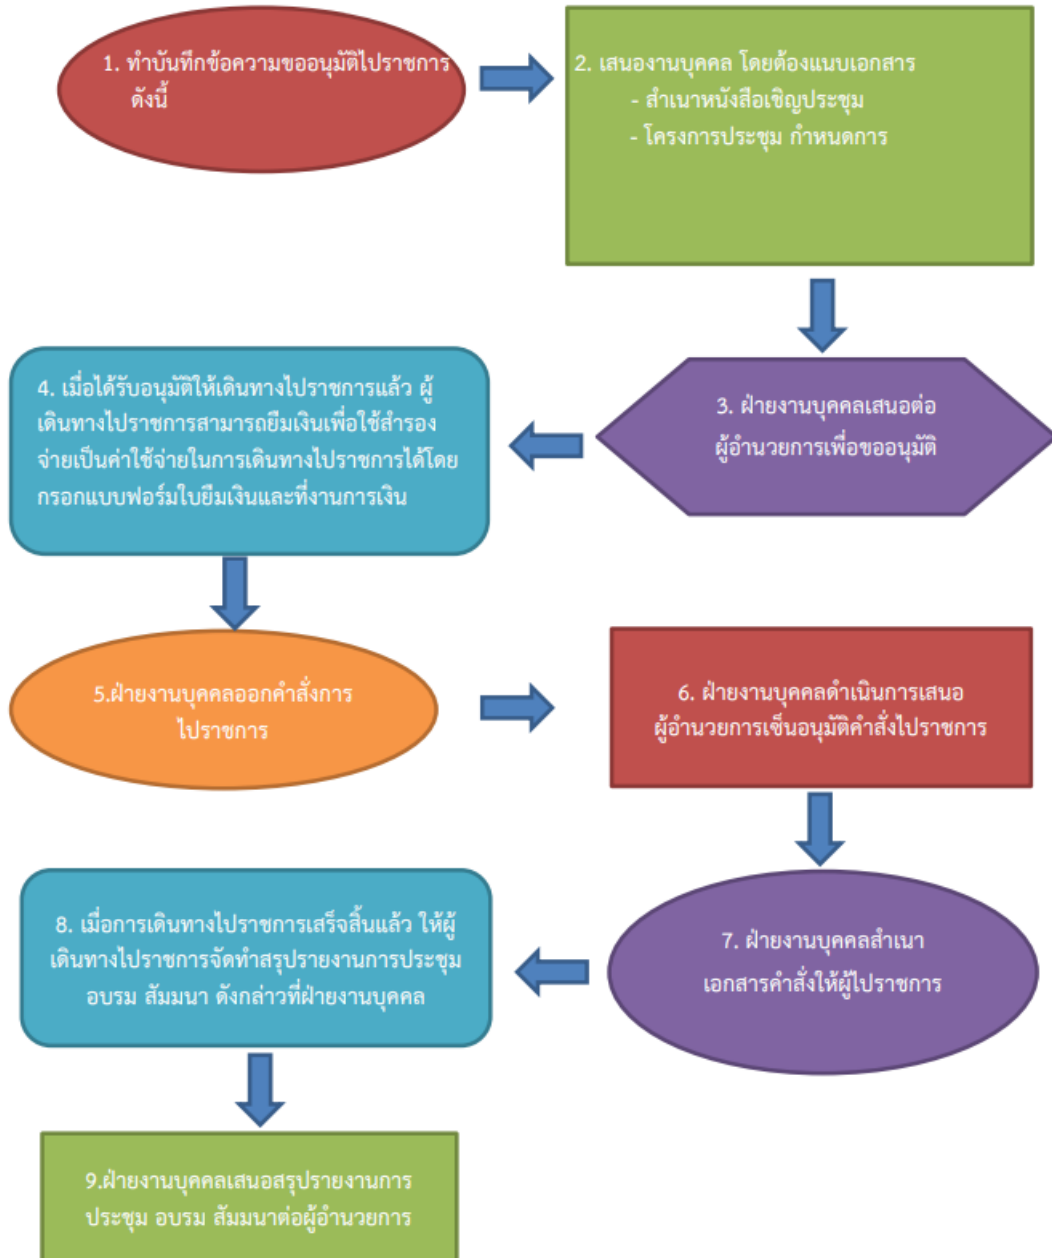 1. ทำบันทึกข้อความขออนุมัติไปราชการ
ดังนี้
2. เสนองานบุคคล โดยต้องแนบเอกสาร
- สำเนาหนังสือเชิญประชุม
- โครงการประชุม กำหนดการ
3. ฝ่ายงานบุคคลเสนอต่อ
ผู้อำนวยการเพื่อขออนุมัติ
4. เมื่อได้รับอนุมัติให้เดินทางไปราชการแล้ว ผู้
เดินทางไปราชการสามารถยืมเงินเพื่อใช้สำรอง
จ่ายเป็นค่าใช้จ่ายในการเดินทางไปราชการได้โดย
กรอกแบบฟอร์มใบยืมเงินและที่งานการเงิน
5.ฝ่ายงานบุคคลออกคำสั่งการ
ไปราชการ
6. ฝ่ายงานบุคคลดำเนินการเสนอ
ผู้อำนวยการเซ็นอนุมัติคำสั่งไปราชการ
7. ฝ่ายงานบุคคลสำเนา
เอกสารคำสั่งให้ผู้ไปราชการ
8. เมื่อการเดินทางไปราชการเสร็จสิ้นแล้ว ให้ผู้
เดินทางไปราชการจัดทำสรุปรายงานการประชุม
อบรม สัมมนา ดังกล่าวที่ฝ่ายงานบุคคล
9.ฝ่ายงานบุคคลเสนอสรุปรายงานการ
ประชุม อบรม สัมมนาต่อผู้อำนวยการ